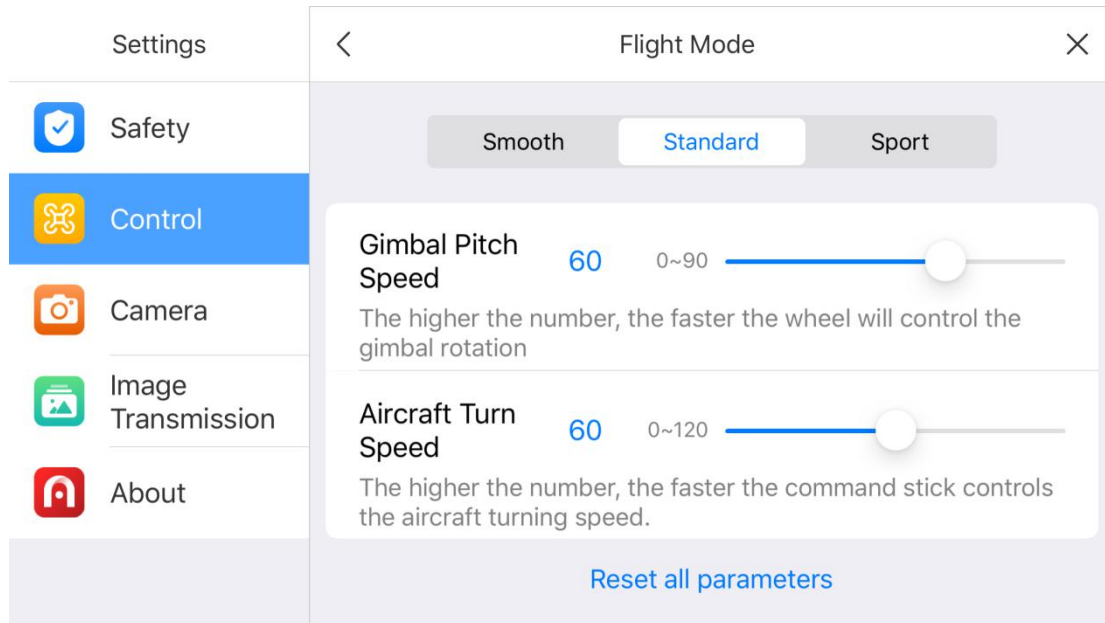 Settings
Flight Mode
Safety
Control
Camera
Image
Transmission
About
Smooth Standard Sport
Gimbal Pitch
Speed
60 0~90
The higher the number, the faster the wheel will control the
gimbal rotation
Aircraft Turn
Speed
60 0~120
The higher the number, the faster the command stick controls
the aircraft turning speed.
Reset all parameters